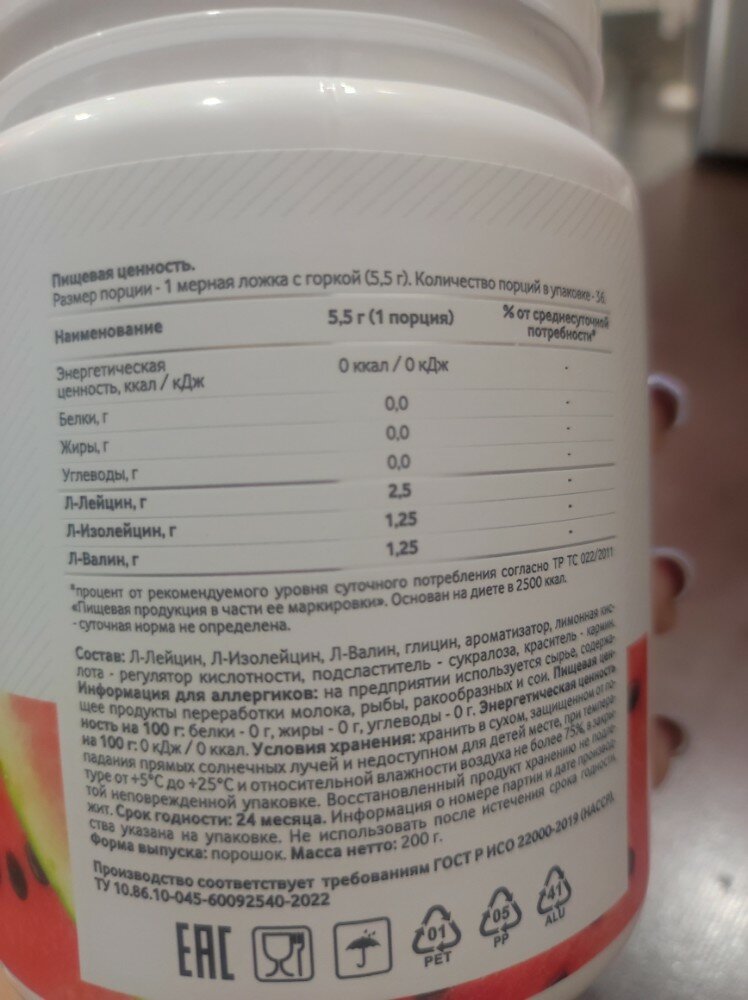 Пищевая ценность.
Размер порции - 1 мерная ложка с горкой (5,5 г). Количество порций в упаковке - 36.
Наименование 5,5 г (1 порция) % от среднесуточной потребности*
Энергетическая ценность, ккал / кДж 0 ккал / 0 кДж -
Белки, г 0,0 -
Жиры, г 0,0 -
Углеводы, г 0,0 -
Л-Лейцин, г 2,5 -
Л-Изолейцин, г 1,25 -
Л-Валин, г 1,25 -
*процент от рекомендуемого уровня суточного потребления согласно ТР ТС 022/2011
«Пищевая продукция в части ее маркировки». Основан на диете в 2500 ккал.
- суточная норма не определена.
Состав: Л-Лейцин, Л-Изолейцин, Л-Валин, глицин, ароматизатор, лимонная кис-
лота - регулятор кислотности, подсластитель - сукралоза, краситель - кармин.
Информация для аллергиков: на предприятии используется сырье, содержа-
щее продукты переработки молока, рыбы, ракообразных и сои. Пищевая цен-
ность на 100 г: белки - 0 г, жиры - 0 г, углеводы - 0 г. Энергетическая ценность
на 100 г: 0 кДж / 0 ккал. Условия хранения: хранить в сухом, защищенном от по-
падания прямых солнечных лучей и недоступном для детей месте, при темпера-
туре от +5°С до +25°С и относительной влажности воздуха не более 75%, в закры-
той неповрежденной упаковке. Восстановленный продукт хранению не подле-
жит. Срок годности: 24 месяца. Информация о номере партии и дате производ-
ства указана на упаковке. Не использовать после истечения срока годности.
Форма выпуска: порошок. Масса нетто: 200 г.
Производство соответствует требованиям ГОСТ Р ИСО 22000-2019 (HACCP).
ТУ 10.86.10-045-60092540-2022
ЕАС
01
PET
05
PP
41
ALU